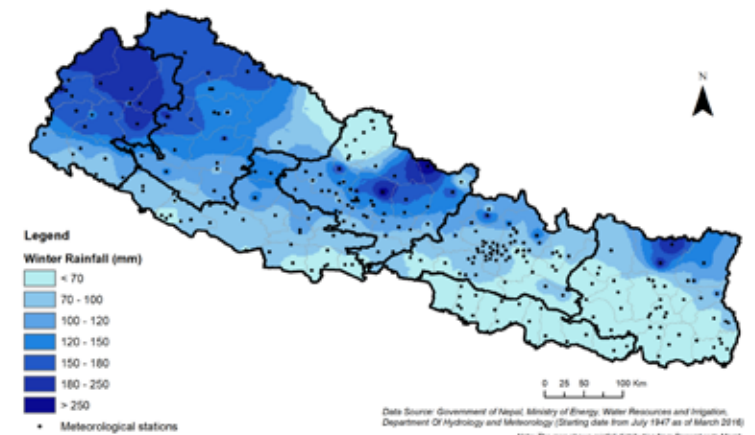 N
Legend
Winter Rainfall (mm)
< 70
70 - 100
100 - 120
120 - 150
150 - 180
180 - 250
> 250
Meteorological stations
0 25 50 100 Km
Data Source: Government of Nepal, Ministry of Energy, Water Resources and Irrigation,
Department Of Hydrology and Meteorology (Starting date from July 1947 as of March 2016)